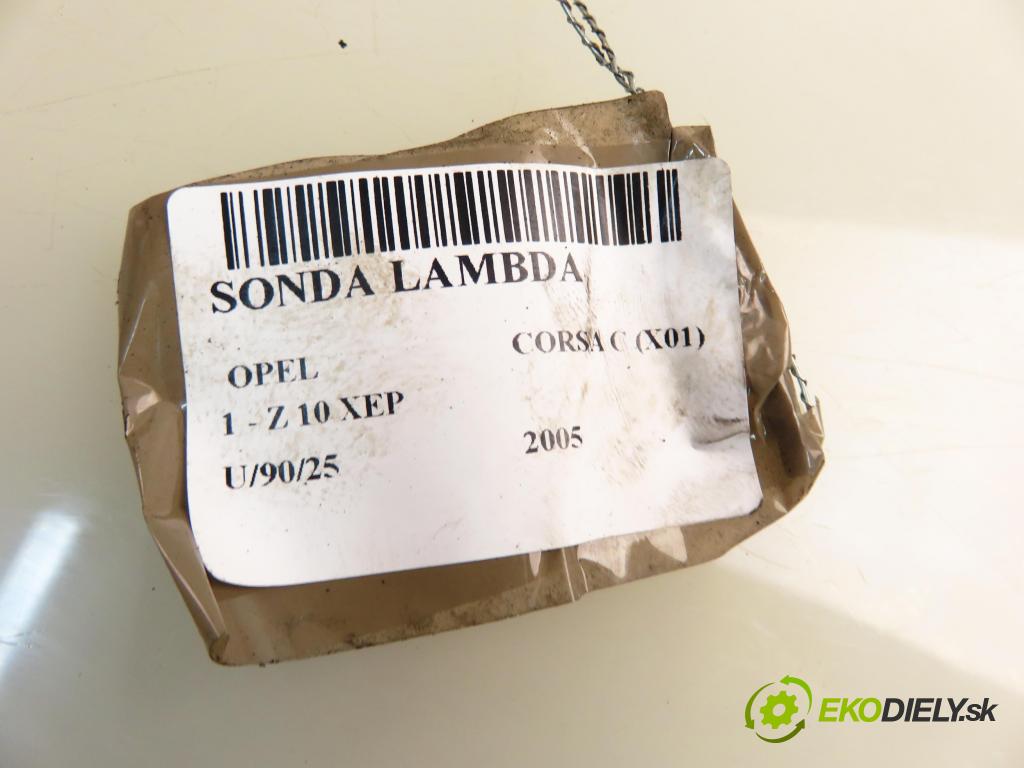 SONDA LAMBDA
OPEL CORSA C (X01)
1 - Z 10 XEP
U/90/25 2005
EKODIELY.sk